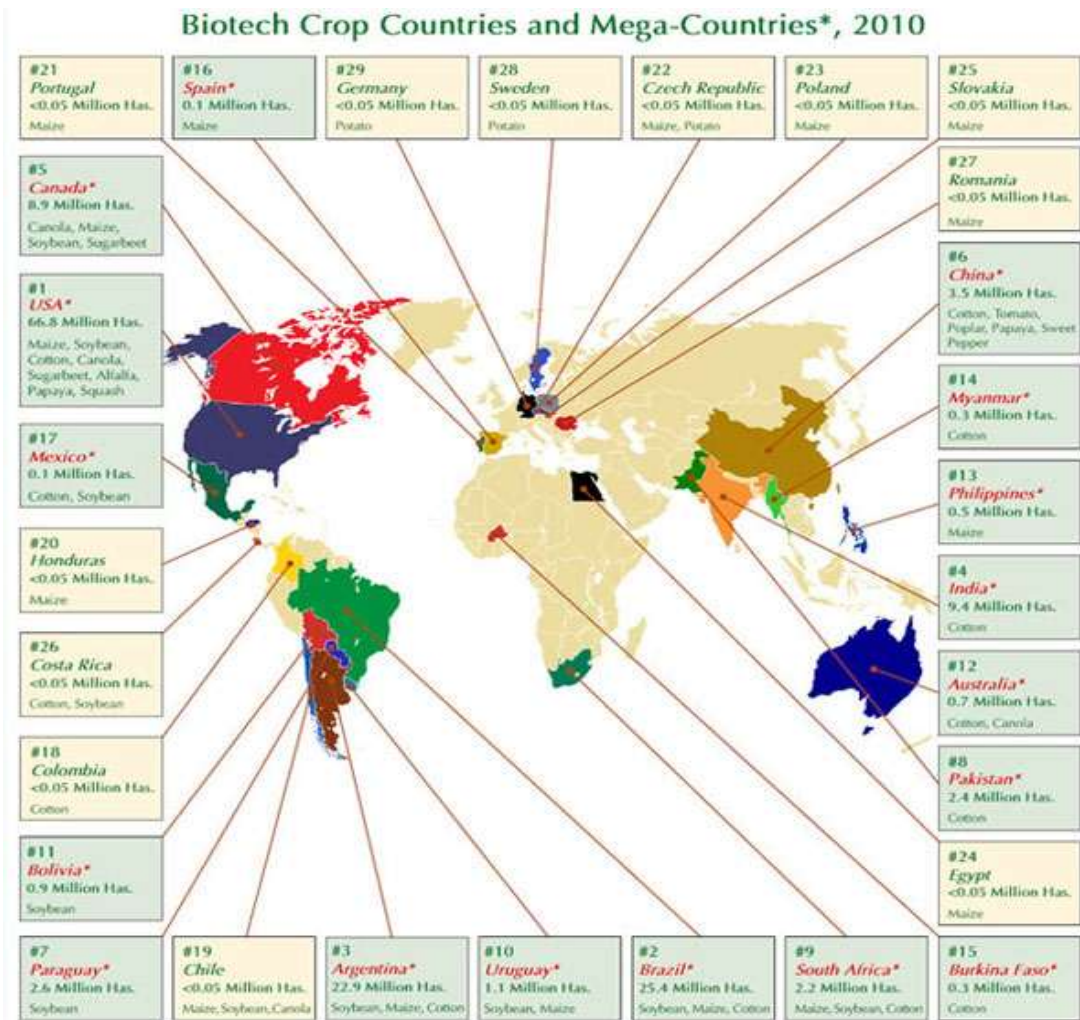 Biotech Crop Countries and Mega-Countries*, 2010
#21
Portugal
<0.05 Million Has.
Maize
#16
Spain*
0.1 Million Has.
Maize
#29
Germany
<0.05 Million Has.
Potato
#28
Sweden
<0.05 Million Has.
Potato
#22
Czech Republic
<0.05 Million Has.
Maize, Potato
#23
Poland
<0.05 Million Has.
Maize
#25
Slovakia
<0.05 Million Has.
Maize
#5
Canada*
8.9 Million Has.
Canola, Maize,
Soybean, Sugarbeet
#1
USA*
66.8 Million Has.
Maize, Soybean,
Cotton, Canola,
Sugarbeet, Alfalfa,
Papaya, Squash
#17
Mexico*
0.1 Million Has.
Cotton, Soybean
#20
Honduras
<0.05 Million Has.
Maize
#26
Costa Rica
<0.05 Million Has.
Cotton, Soybean
#18
Colombia
<0.05 Million Has.
Cotton
#11
Bolivia*
0.9 Million Has.
Soybean
#27
Romania
<0.05 Million Has.
Maize
#6
China*
3.5 Million Has.
Cotton, Tomato,
Poplar, Papaya, Sweet
Pepper
#14
Myanmar*
0.3 Million Has.
Cotton
#13
Philippines*
0.5 Million Has.
Maize
#4
India*
9.4 Million Has.
Cotton
#12
Australia*
0.7 Million Has.
Cotton, Canola
#8
Pakistan*
2.4 Million Has.
Cotton
#24
Egypt
<0.05 Million Has.
Maize
#7
Paraguay*
2.6 Million Has.
Soybean
#19
Chile
<0.05 Million Has.
Maize, Soybean,Canola
#3
Argentina*
22.9 Million Has.
Soybean, Maize, Cotton
#10
Uruguay*
1.1 Million Has.
Soybean, Maize
#2
Brazil*
25.4 Million Has.
Soybean, Maize, Cotton
#9
South Africa*
2.2 Million Has.
Maize, Soybean, Cotton
#15
Burkina Faso*
0.3 Million Has.
Cotton